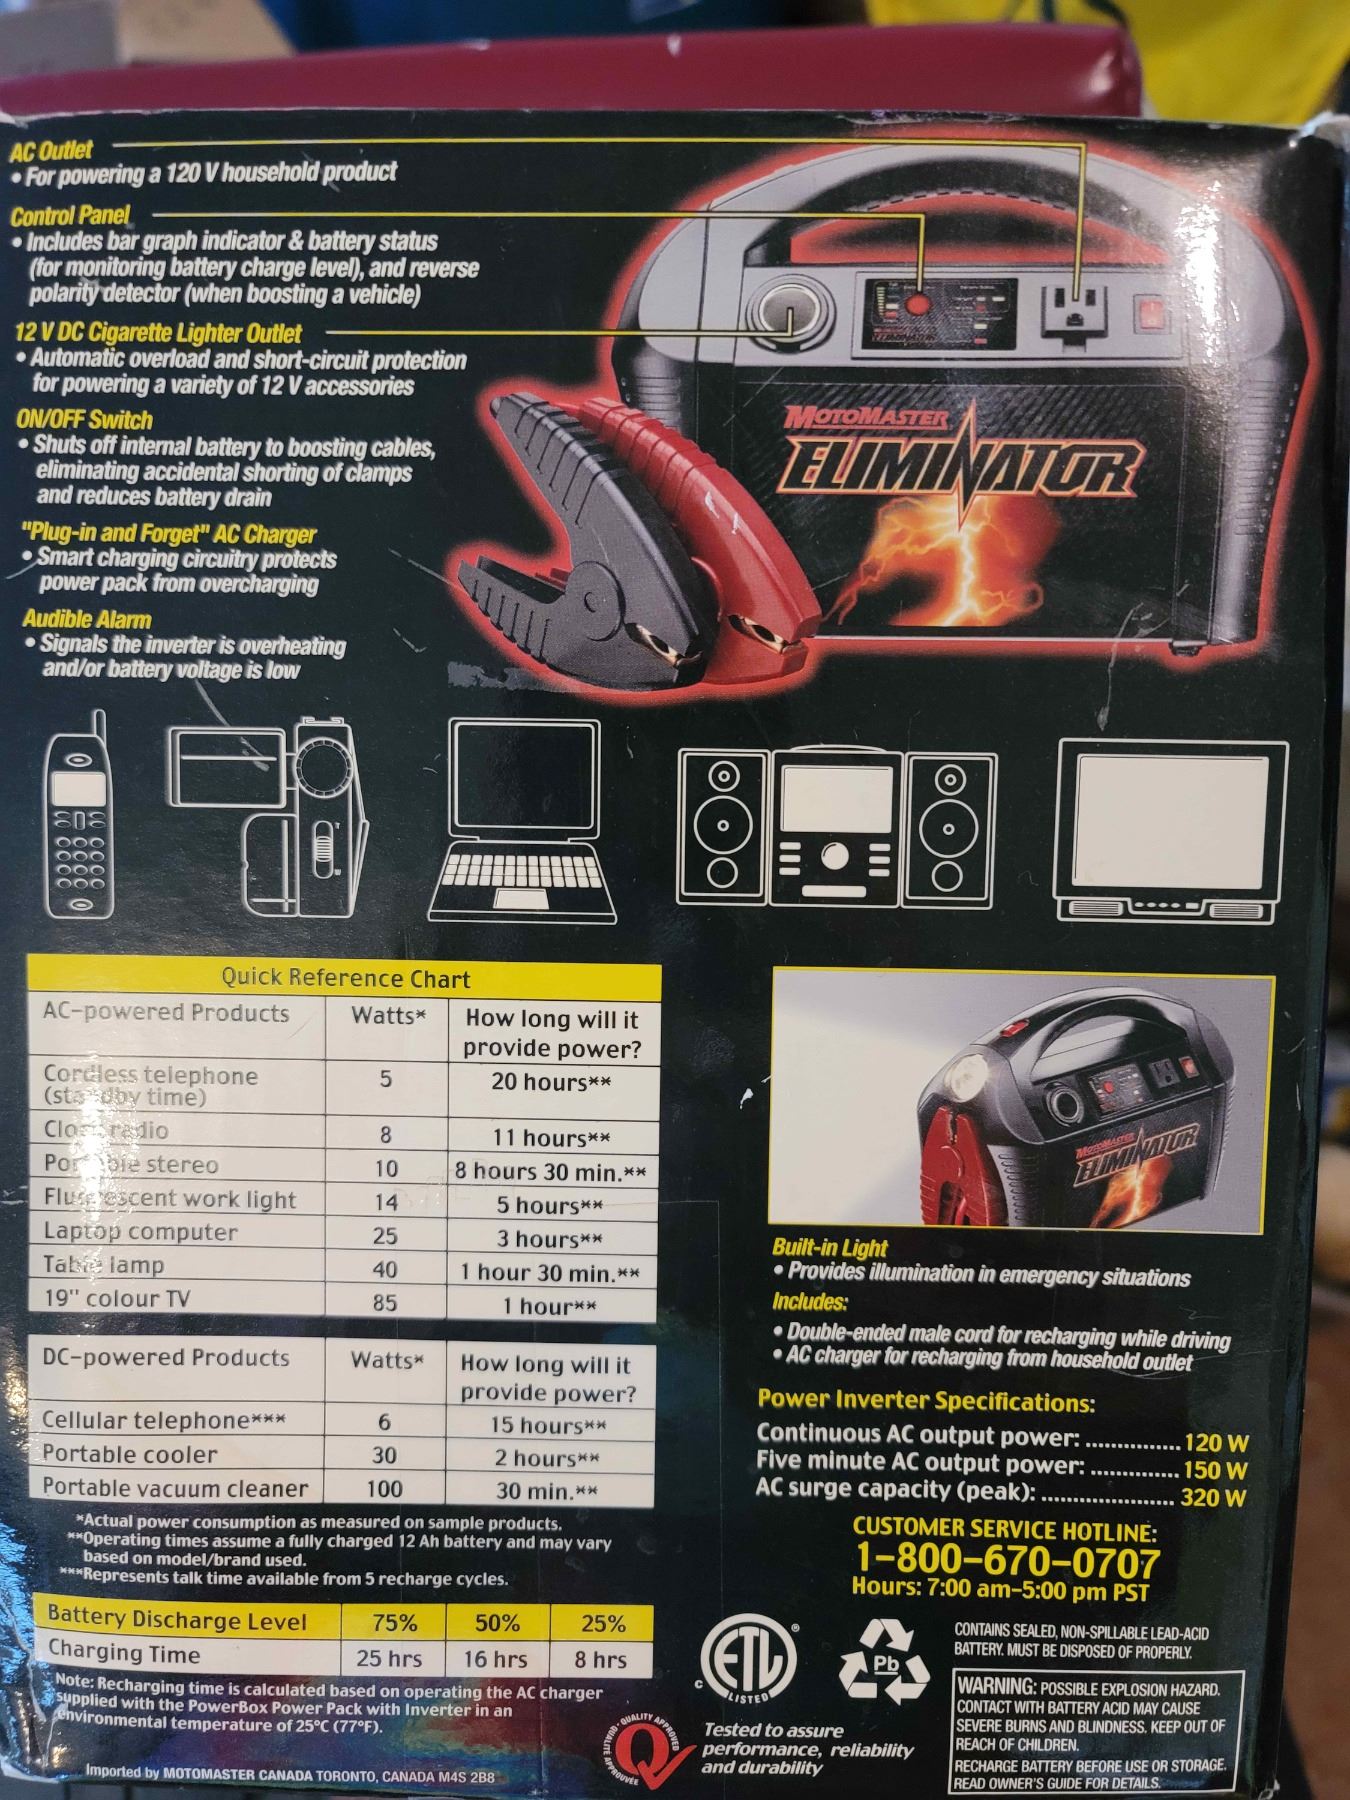 AC Outlet
• For powering a 120 V household product
Control Panel
• Includes bar graph indicator & battery status
(for monitoring battery charge level), and reverse
polarity detector (when boosting a vehicle)
12 V DC Cigarette Lighter Outlet
• Automatic overload and short-circuit protection
for powering a variety of 12 V accessories
ON/OFF Switch
• Shuts off internal battery to boosting cables,
eliminating accidental shorting of clamps
and reduces battery drain
"Plug-in and Forget" AC Charger
• Smart charging circuitry protects
power pack from overcharging
Audible Alarm
• Signals the inverter is overheating
and/or battery voltage is low
MOTOMASTER
ELIMINATOR
Quick Reference Chart
AC-powered Products Watts* How long will it
provide power?
Cordless telephone 5 20 hours**
(standby time)
Clock radio 8 11 hours**
Portable stereo 10 8 hours 30 min.**
Fluorescent work light 14 5 hours**
Laptop computer 25 3 hours**
Table lamp 40 1 hour 30 min.**
19" colour TV 85 1 hour**
DC-powered Products Watts* How long will it
provide power?
Cellular telephone*** 6 15 hours**
Portable cooler 30 2 hours**
Portable vacuum cleaner 100 30 min.**
*Actual power consumption as measured on sample products.
**Operating times assume a fully charged 12 Ah battery and may vary
based on model/brand used.
***Represents talk time available from 5 recharge cycles.
Battery Discharge Level 75% 50% 25%
Charging Time 25 hrs 16 hrs 8 hrs
Note: Recharging time is calculated based on operating the AC charger
supplied with the PowerBox Power Pack with Inverter in an
environmental temperature of 25°C (77°F).
Imported by MOTOMASTER CANADA TORONTO, CANADA M4S 2B8
MOTOMASTER
ELIMINATOR
Built-in Light
• Provides illumination in emergency situations
Includes:
• Double-ended male cord for recharging while driving
• AC charger for recharging from household outlet
Power Inverter Specifications:
Continuous AC output power: ............... 120 W
Five minute AC output power: .............. 150 W
AC surge capacity (peak): ..................... 320 W
CUSTOMER SERVICE HOTLINE:
1-800-670-0707
Hours: 7:00 am-5:00 pm PST
ETL
®
C
LISTED
Pb
CONTAINS SEALED, NON-SPILLABLE LEAD-ACID
BATTERY. MUST BE DISPOSED OF PROPERLY.
WARNING: POSSIBLE EXPLOSION HAZARD.
CONTACT WITH BATTERY ACID MAY CAUSE
SEVERE BURNS AND BLINDNESS. KEEP OUT OF
REACH OF CHILDREN.
RECHARGE BATTERY BEFORE USE OR STORAGE.
READ OWNER'S GUIDE FOR DETAILS.
QUALITY APPROVED
QUALITÉ APPROUVÉE
Q
Tested to assure
performance, reliability
and durability